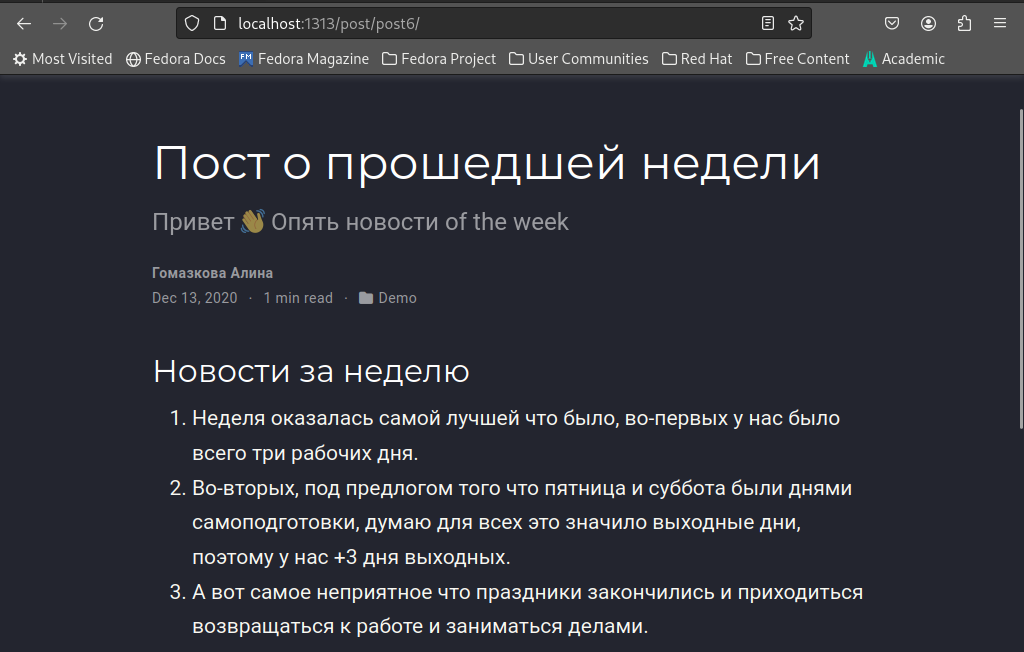 localhost:1313/post/post6/
Most Visited Fedora Docs Fedora Magazine Fedora Project User Communities Red Hat Free Content Academic
Пост о прошедшей недели
Привет 👋 Опять новости of the week
Гомазкова Алина
Dec 13, 2020 · 1 min read · Demo
Новости за неделю
1. Неделя оказалась самой лучшей что было, во-первых у нас было
всего три рабочих дня.
2. Во-вторых, под предлогом того что пятница и суббота были днями
самоподготовки, думаю для всех это значило выходные дни,
поэтому у нас +3 дня выходных.
3. А вот самое неприятное что праздники закончились и приходиться
возвращаться к работе и заниматься делами.